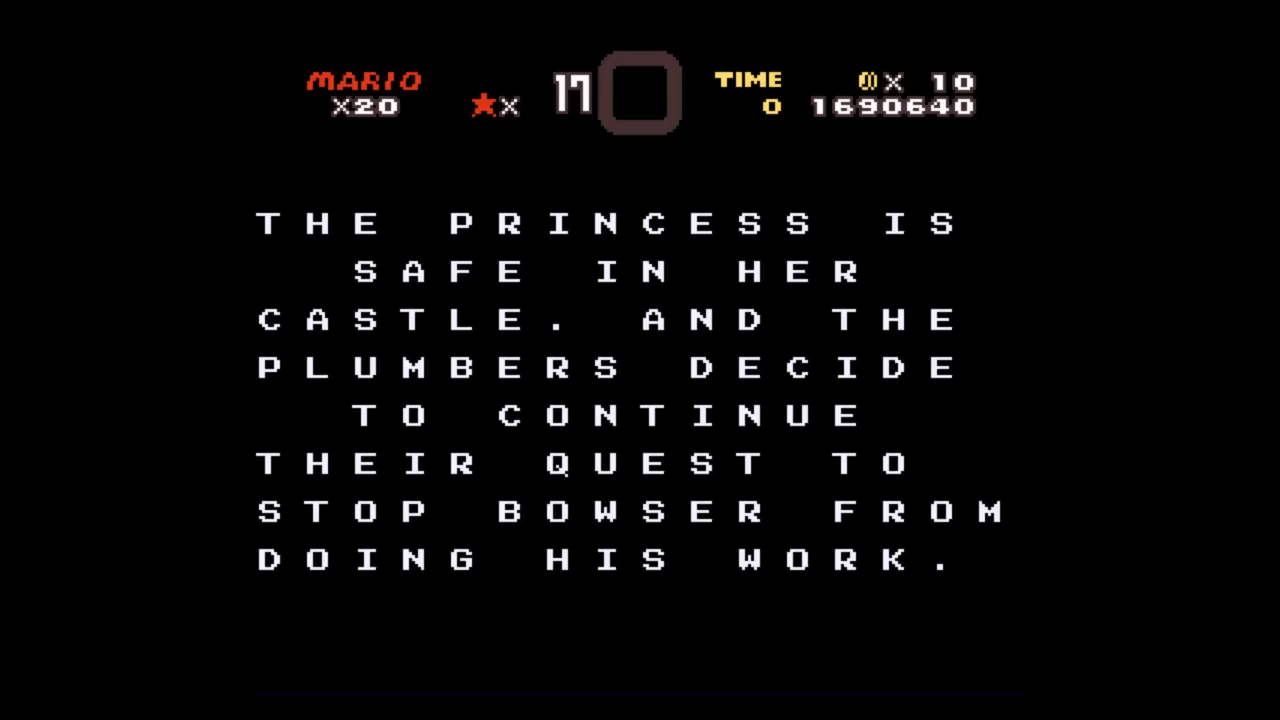 MARIO 17 TIME 🪙X 10
X20 ★X 0 1690640
THE PRINCESS IS
SAFE IN HER
CASTLE. AND THE
PLUMBERS DECIDE
TO CONTINUE
THEIR QUEST TO
STOP BOWSER FROM
DOING HIS WORK.